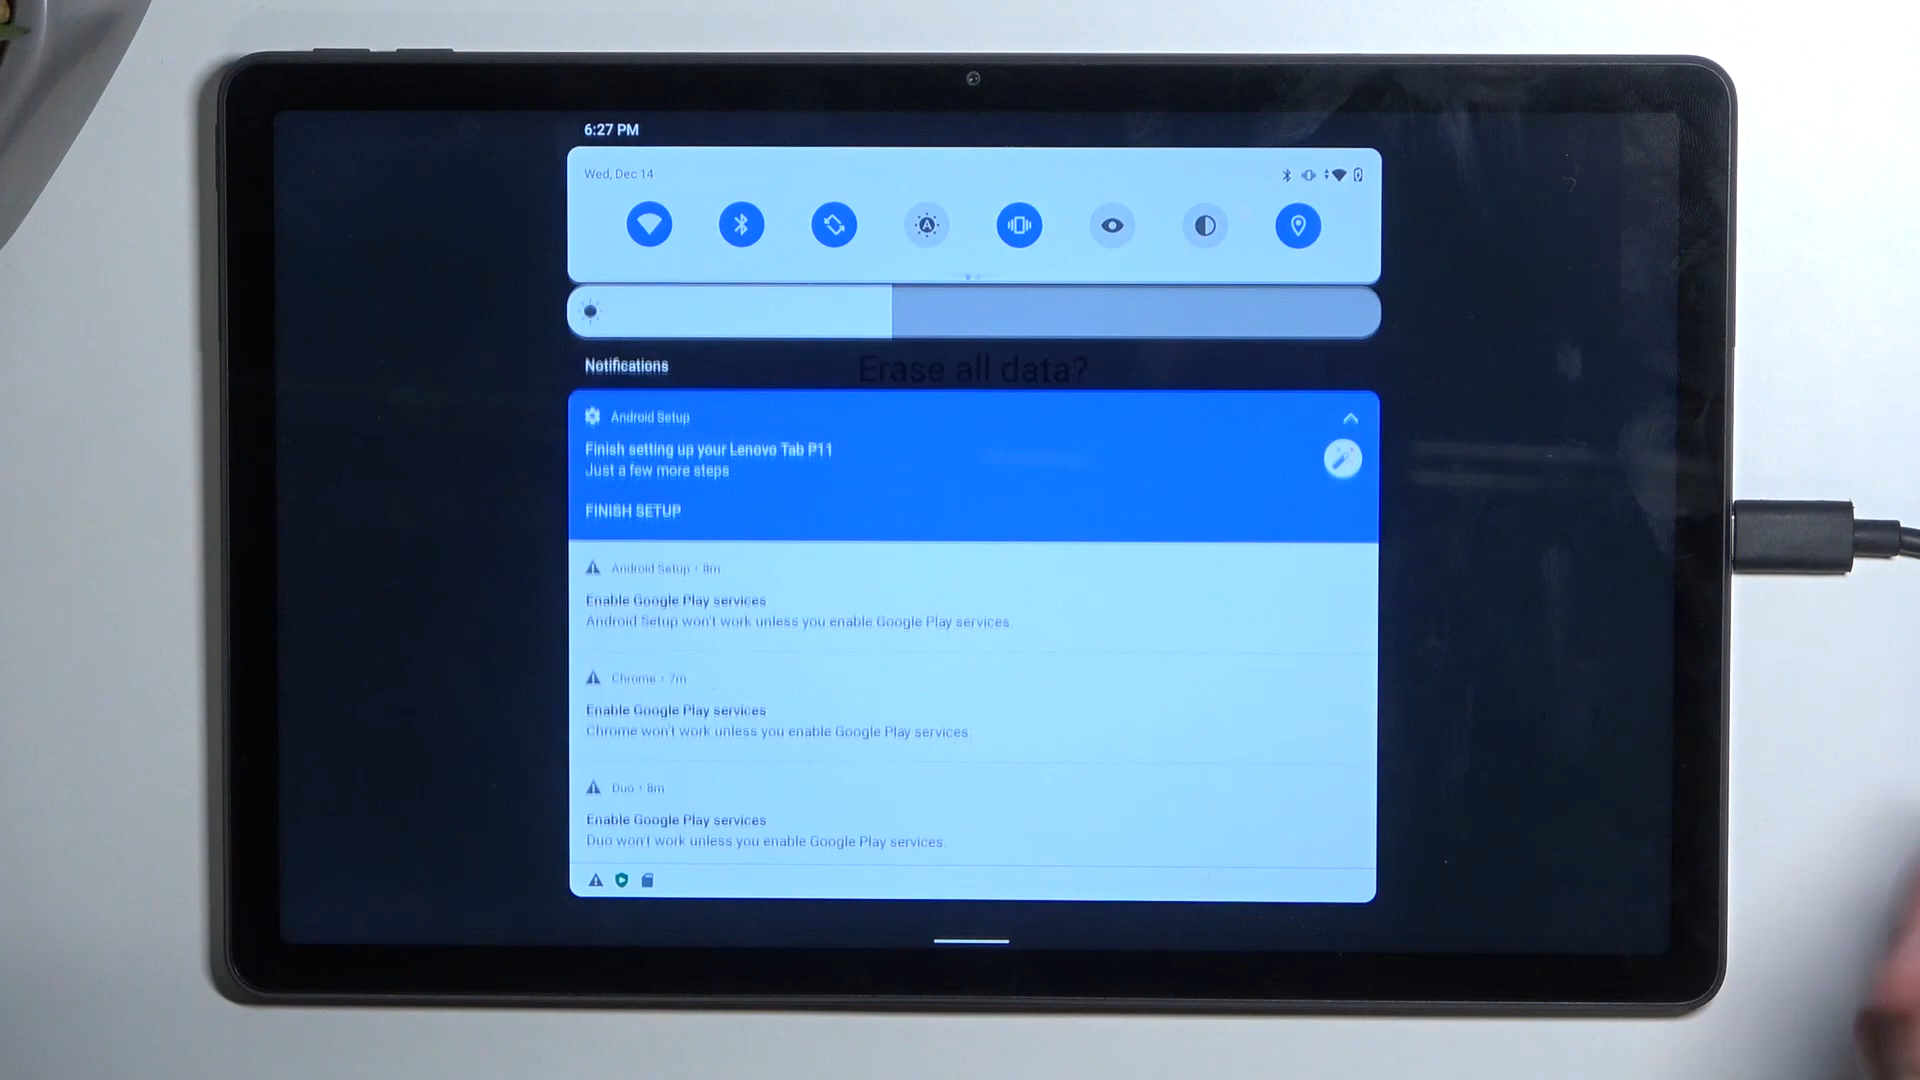 6:27 PM
Wed, Dec 14
Notifications
Erase all data?
Android Setup
Finish setting up your Lenovo Tab P11
Just a few more steps
FINISH SETUP
Android Setup • 8m
Enable Google Play services
Android Setup won't work unless you enable Google Play services.
Chrome • 7m
Enable Google Play services
Chrome won't work unless you enable Google Play services.
Duo • 8m
Enable Google Play services
Duo won't work unless you enable Google Play services.